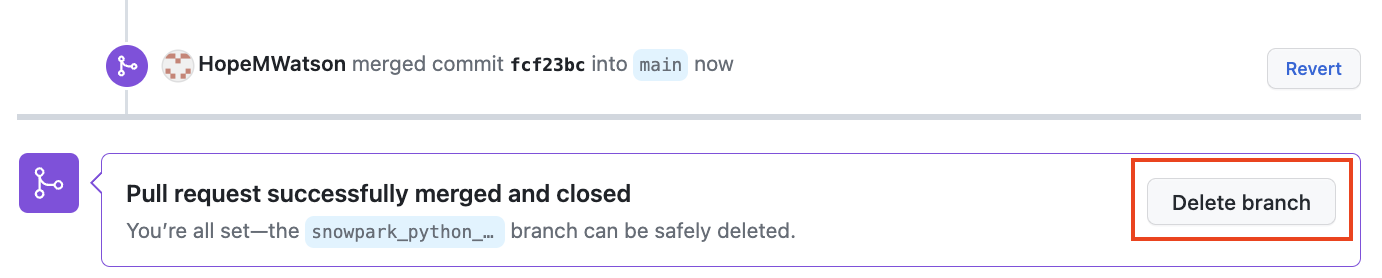 HopeMWatson merged commit fcf23bc into main now
Revert
Pull request successfully merged and closed
You’re all set—the snowpark_python_… branch can be safely deleted.
Delete branch